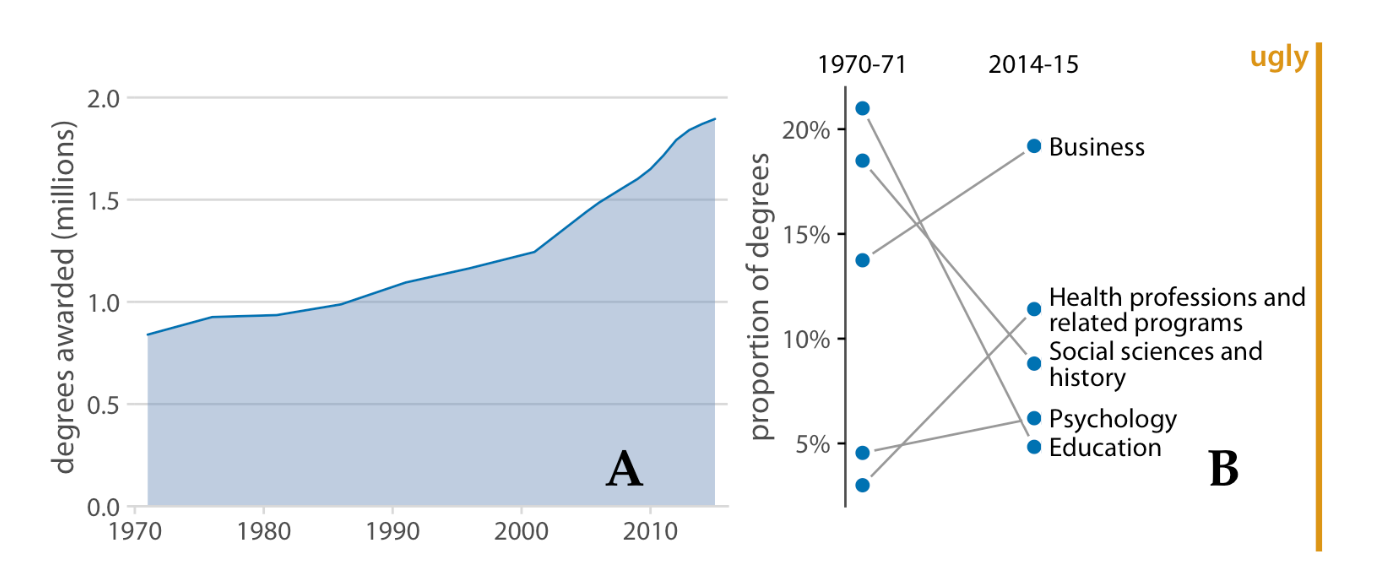 degrees awarded (millions)
2.0
1.5
1.0
0.5
0.0
1970 1980 1990 2000 2010
A
1970-71 2014-15
proportion of degrees
20%
15%
10%
5%
Business
Health professions and
related programs
Social sciences and
history
Psychology
Education
B
ugly